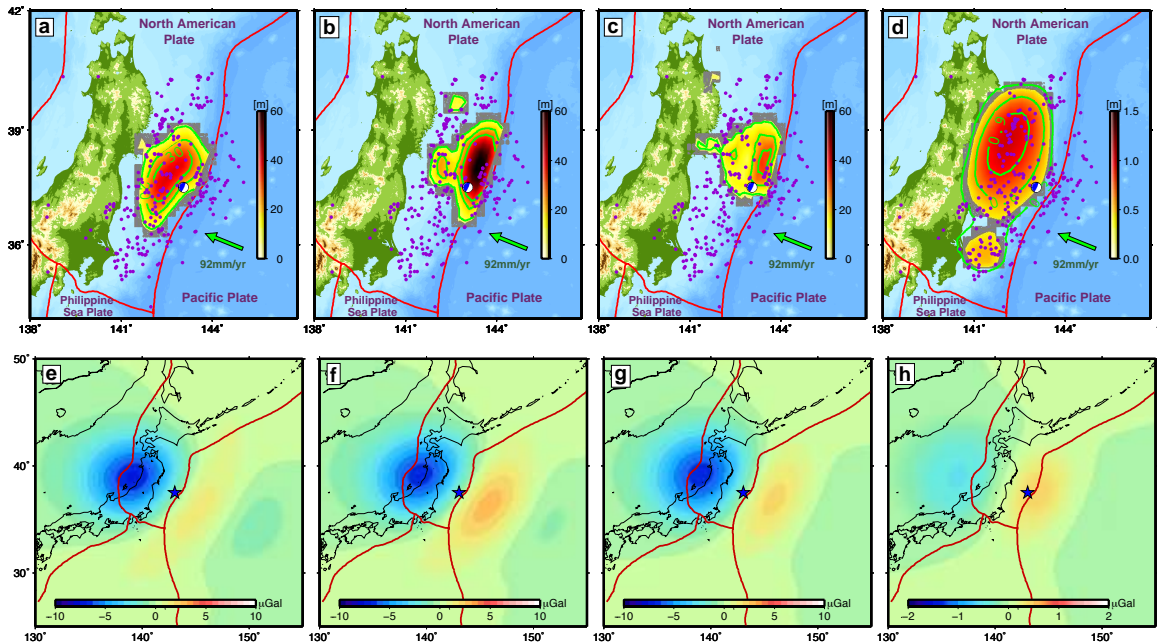 a
North American
Plate
[m]
60
40
20
0
92mm/yr
Philippine
Sea Plate
Pacific Plate
42°
39°
36°
138°
141°
144°
b
North American
Plate
[m]
60
40
20
0
92mm/yr
Philippine
Sea Plate
Pacific Plate
138°
141°
144°
c
North American
Plate
[m]
60
40
20
0
92mm/yr
Philippine
Sea Plate
Pacific Plate
138°
141°
144°
d
North American
Plate
[m]
1.5
1.0
0.5
0.0
92mm/yr
Philippine
Sea Plate
Pacific Plate
138°
141°
144°
e
50°
40°
30°
−10
−5
0
5
10
μGal
130°
140°
150°
f
−10
−5
0
5
10
μGal
130°
140°
150°
g
−10
−5
0
5
10
μGal
130°
140°
150°
h
−2
−1
0
1
2
μGal
130°
140°
150°